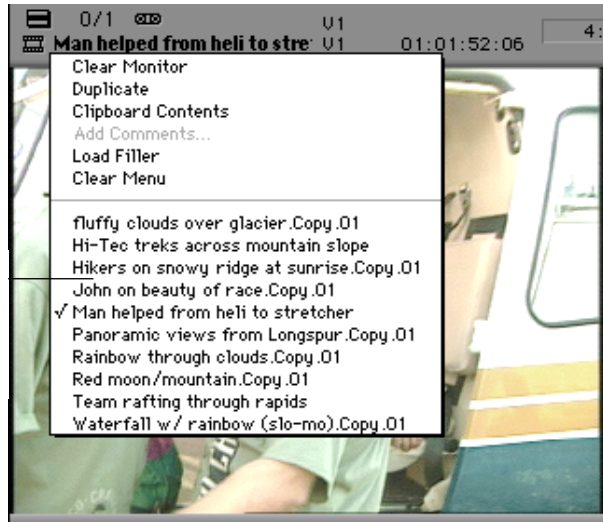 0/1 V1
Man helped from heli to stre V1 01:01:52:06 4:
Clear Monitor
Duplicate
Clipboard Contents
Add Comments...
Load Filler
Clear Menu
fluffy clouds over glacier.Copy.01
Hi-Tec treks across mountain slope
Hikers on snowy ridge at sunrise.Copy.01
John on beauty of race.Copy.01
✓ Man helped from heli to stretcher
Panoramic views from Longspur.Copy.01
Rainbow through clouds.Copy.01
Red moon/mountain.Copy.01
Team rafting through rapids
Waterfall w/ rainbow (slo-mo).Copy.01